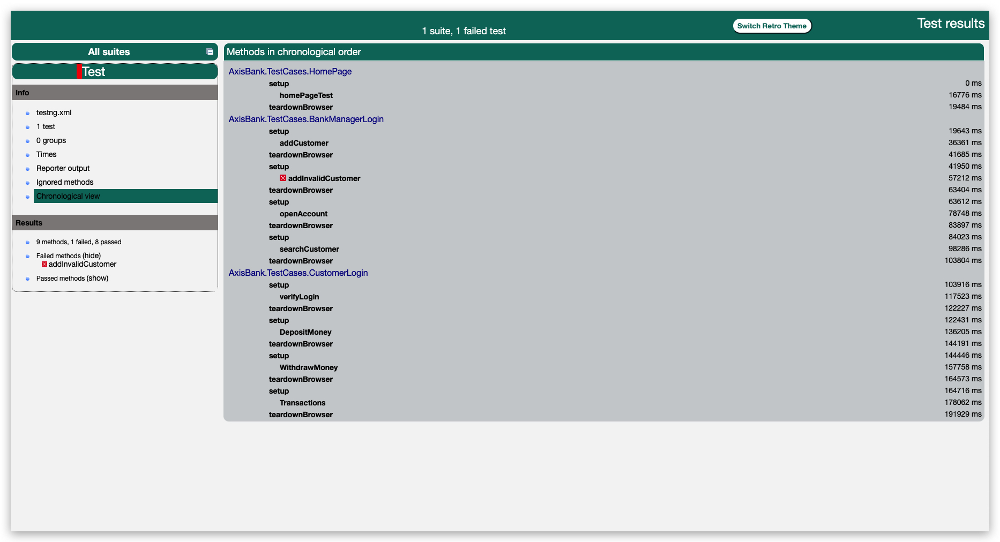 1 suite, 1 failed test
Switch Retro Theme
Test results
All suites
Test
Info
testng.xml
1 test
0 groups
Times
Reporter output
Ignored methods
Chronological view
Results
9 methods, 1 failed, 8 passed
Failed methods (hide)
addInvalidCustomer
Passed methods (show)
Methods in chronological order
AxisBank.TestCases.HomePage
setup 0 ms
homePageTest 16776 ms
teardownBrowser 19484 ms
AxisBank.TestCases.BankManagerLogin
setup 19643 ms
addCustomer 36361 ms
teardownBrowser 41685 ms
setup 41950 ms
addInvalidCustomer 57212 ms
teardownBrowser 63404 ms
setup 63612 ms
openAccount 78748 ms
teardownBrowser 83897 ms
setup 84023 ms
searchCustomer 98286 ms
teardownBrowser 103804 ms
AxisBank.TestCases.CustomerLogin
setup 103916 ms
verifyLogin 117523 ms
teardownBrowser 122227 ms
setup 122431 ms
DepositMoney 136205 ms
teardownBrowser 144191 ms
setup 144446 ms
WithdrawMoney 157758 ms
teardownBrowser 164573 ms
setup 164716 ms
Transactions 178062 ms
teardownBrowser 191929 ms